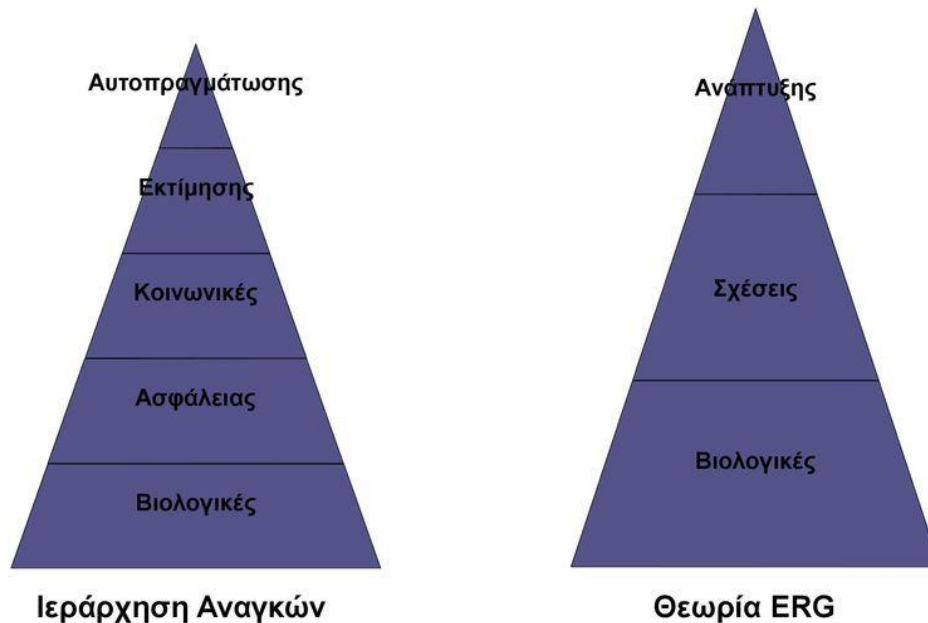 Αυτοπραγμάτωσης
Εκτίμησης
Κοινωνικές
Ασφάλειας
Βιολογικές
Ιεράρχηση Αναγκών
Ανάπτυξης
Σχέσεις
Βιολογικές
Θεωρία ERG